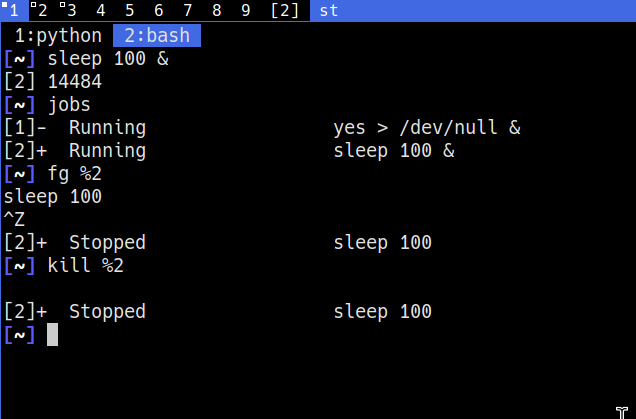 1 2 3 4 5 6 7 8 9 [2] st
1:python 2:bash
[~] sleep 100 &
[2] 14484
[~] jobs
[1]-  Running                 yes > /dev/null &
[2]+  Running                 sleep 100 &
[~] fg %2
sleep 100
^Z
[2]+  Stopped                 sleep 100
[~] kill %2
[2]+  Stopped                 sleep 100
[~]